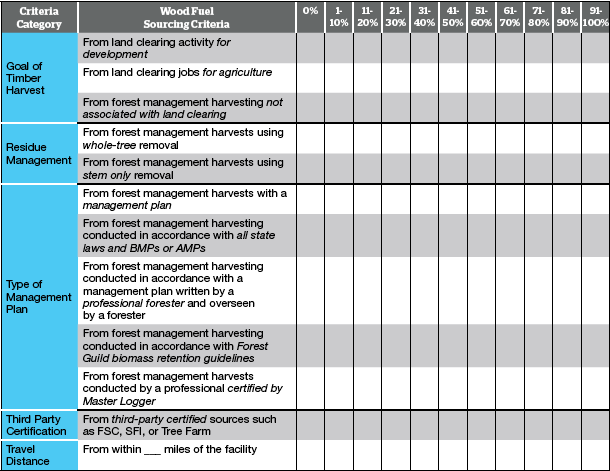 Criteria Category
Wood Fuel Sourcing Criteria
0%
1-10%
11-20%
21-30%
31-40%
41-50%
51-60%
61-70%
71-80%
81-90%
91-100%
Goal of
Timber
Harvest
From land clearing activity for
development
From land clearing jobs for agriculture
From forest management harvesting not
associated with land clearing
Residue
Management
From forest management harvests using
whole-tree removal
From forest management harvests using
stem only removal
Type of
Management
Plan
From forest management harvests with a
management plan
From forest management harvesting
conducted in accordance with all state
laws and BMPs or AMPs
From forest management harvesting
conducted in accordance with a
management plan written by a
professional forester and overseen
by a forester
From forest management harvesting
conducted in accordance with Forest
Guild biomass retention guidelines
From forest management harvests
conducted by a professional certified by
Master Logger
Third Party
Certification
From third-party certified sources such
as FSC, SFI, or Tree Farm
Travel
Distance
From within ___ miles of the facility